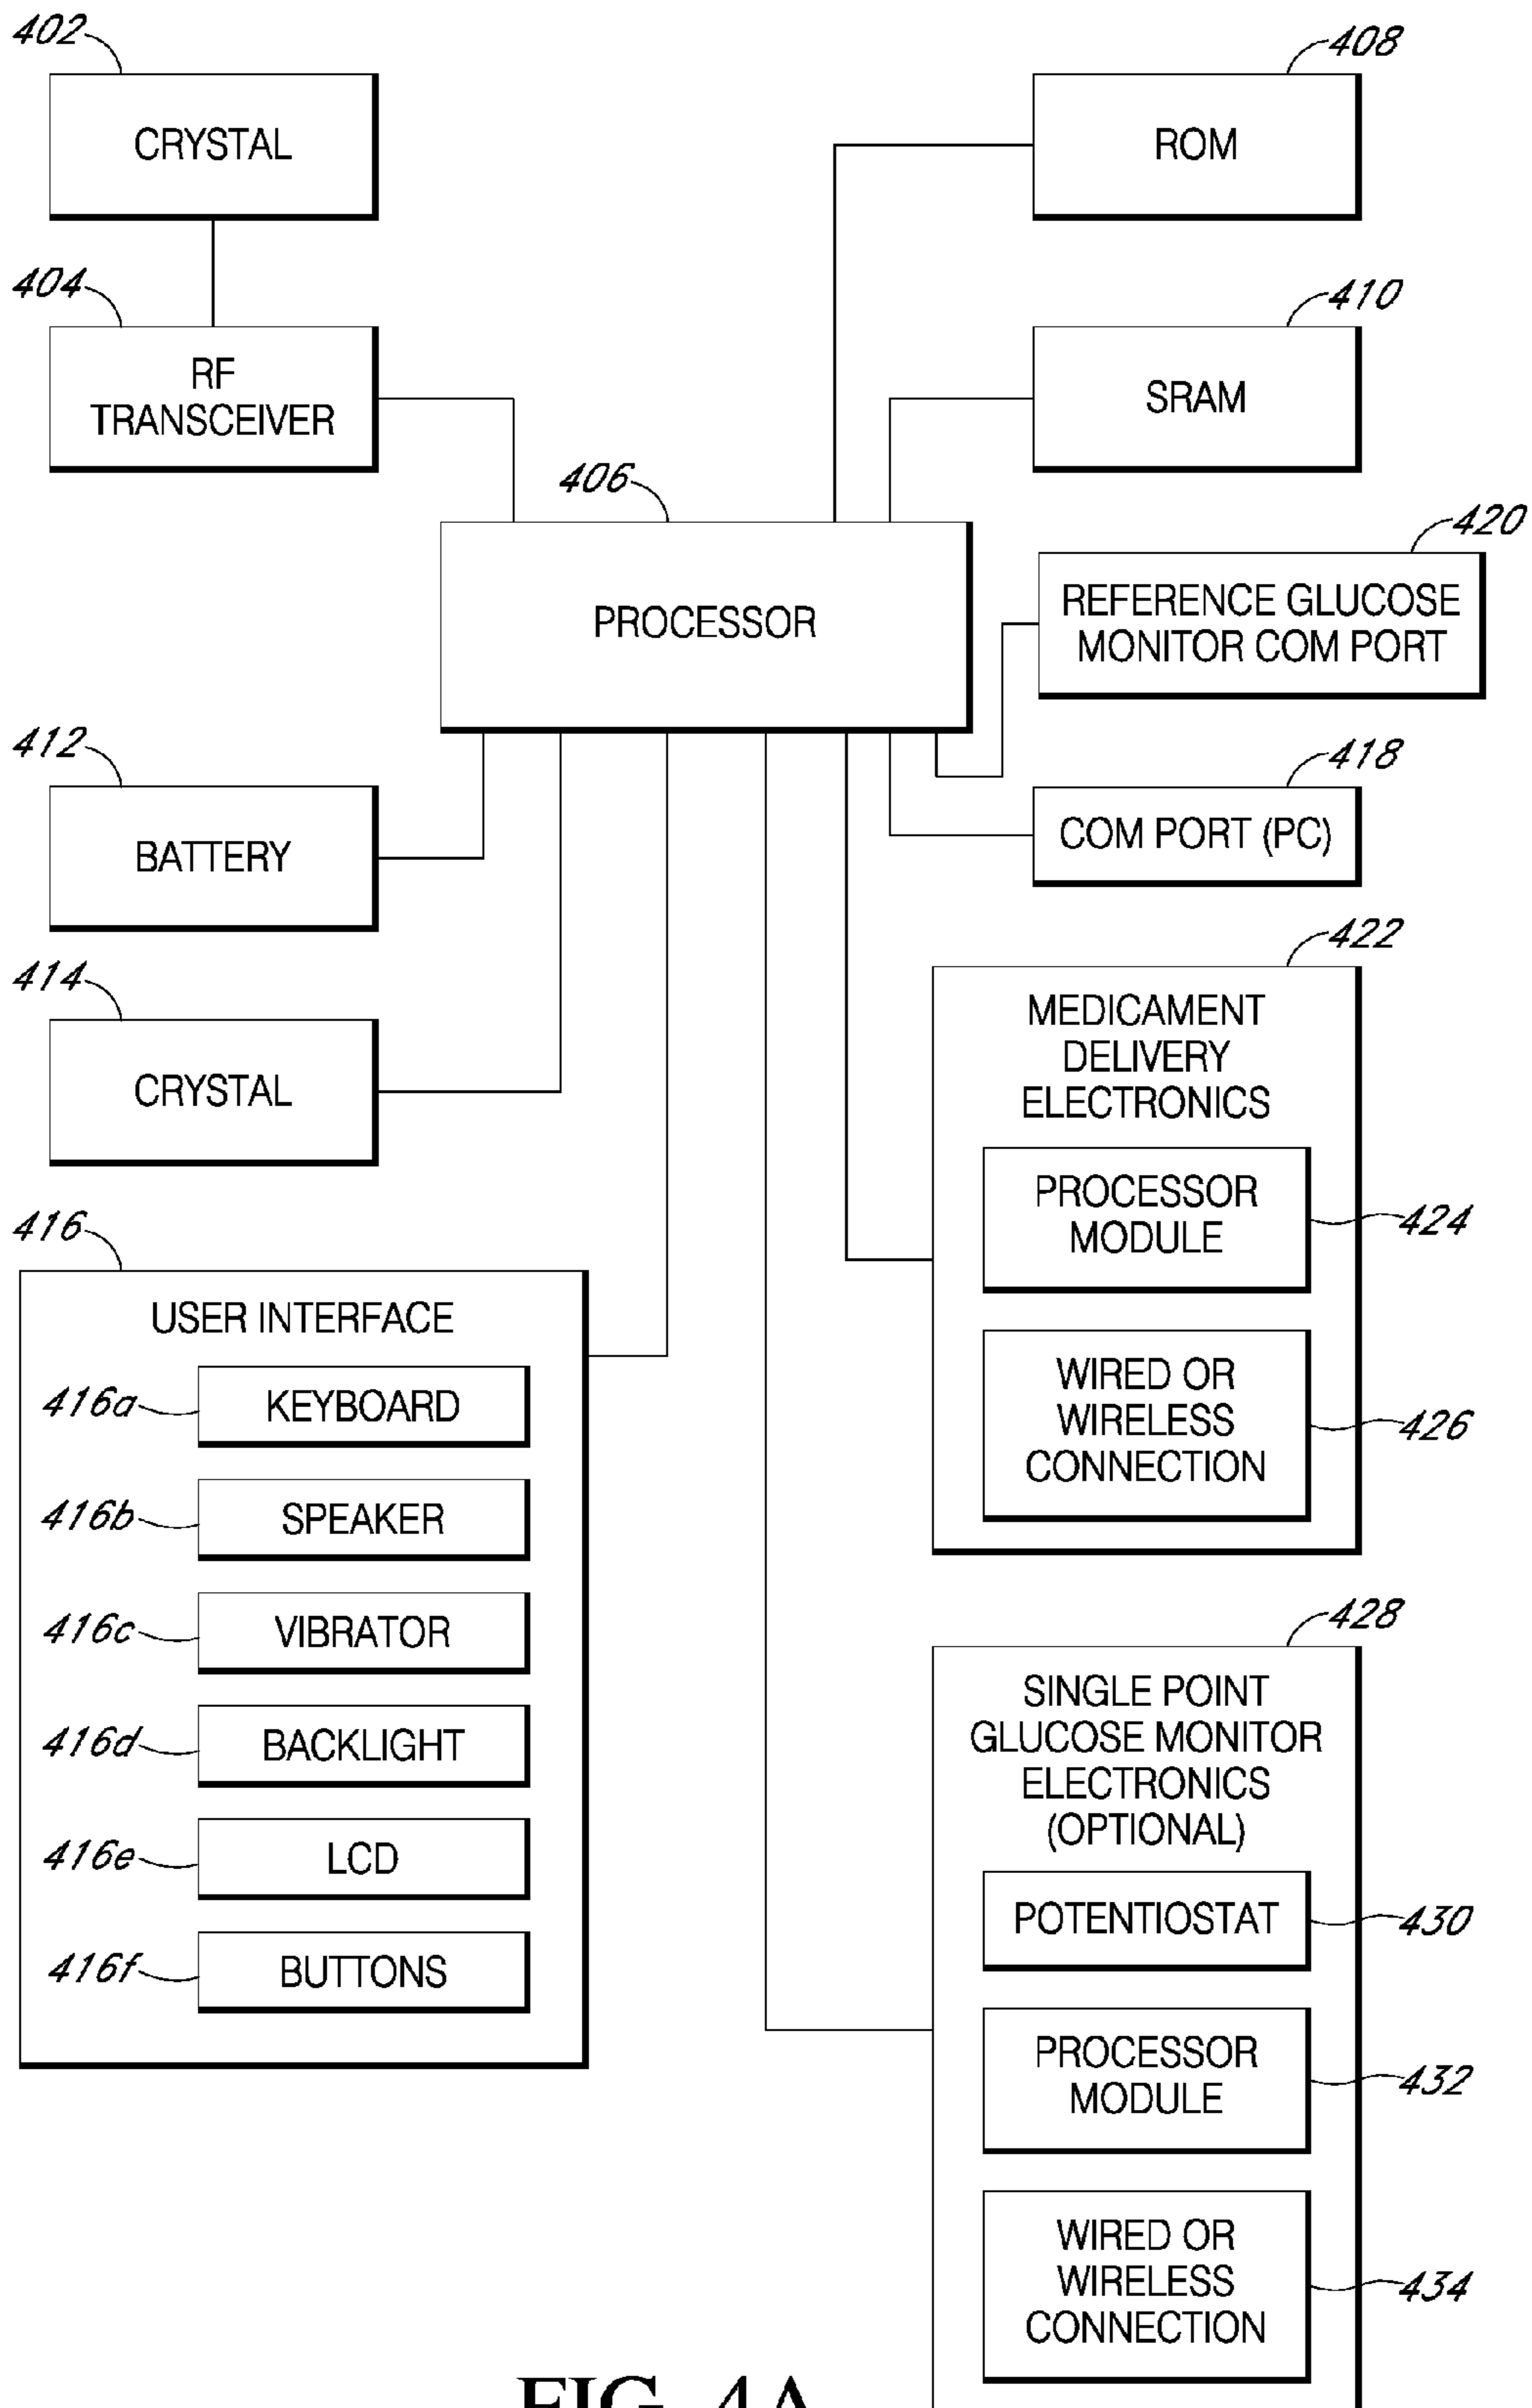 402
CRYSTAL
408
ROM
404
RF
TRANSCEIVER
410
SRAM
406
PROCESSOR
420
REFERENCE GLUCOSE
MONITOR COM PORT
412
BATTERY
418
COM PORT (PC)
414
CRYSTAL
422
MEDICAMENT
DELIVERY
ELECTRONICS
PROCESSOR
MODULE
424
WIRED OR
WIRELESS
CONNECTION
426
416
USER INTERFACE
416a
KEYBOARD
416b
SPEAKER
416c
VIBRATOR
416d
BACKLIGHT
416e
LCD
416f
BUTTONS
428
SINGLE POINT
GLUCOSE MONITOR
ELECTRONICS
(OPTIONAL)
POTENTIOSTAT
430
PROCESSOR
MODULE
432
WIRED OR
WIRELESS
CONNECTION
434
FIG. 4A